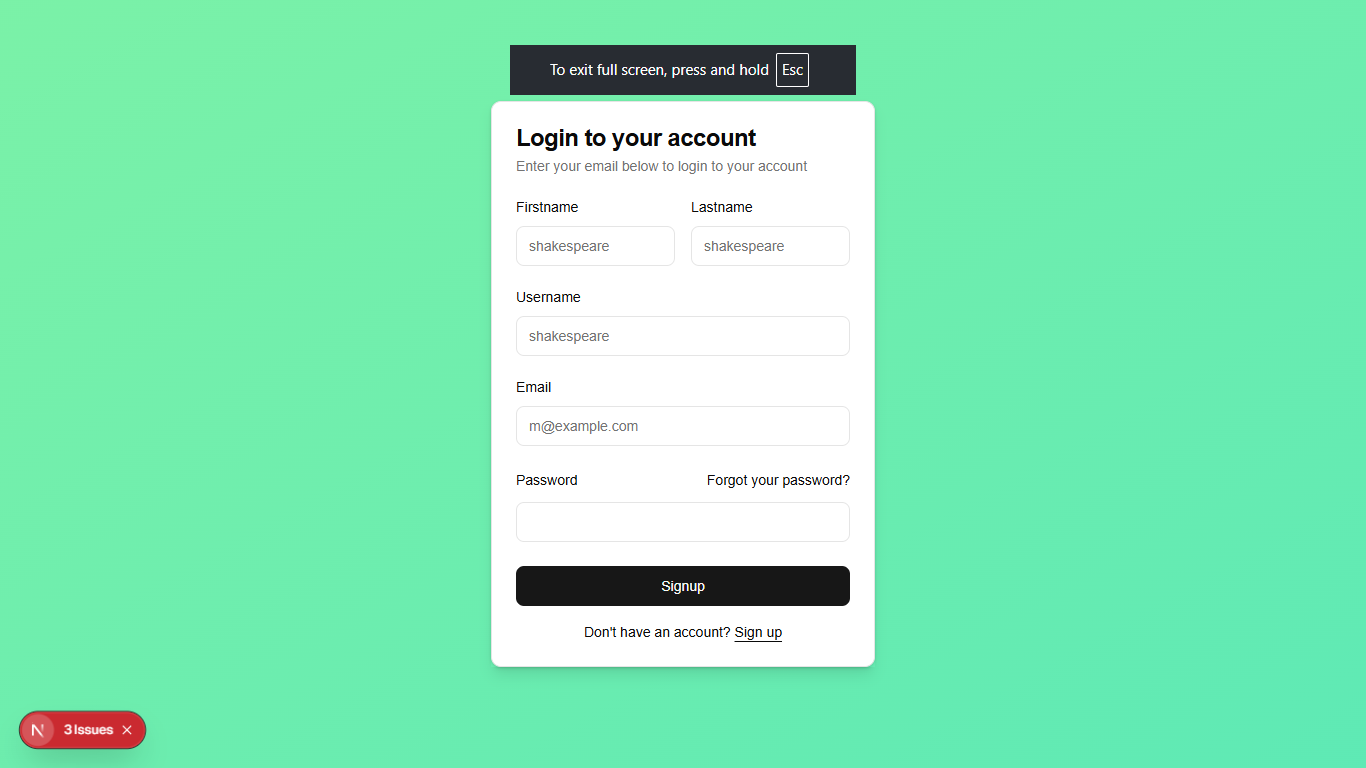 To exit full screen, press and hold Esc
Login to your account
Enter your email below to login to your account
Firstname Lastname
shakespeare shakespeare
Username
shakespeare
Email
m@example.com
Password Forgot your password?
Signup
Don't have an account? Sign up
N 3 Issues